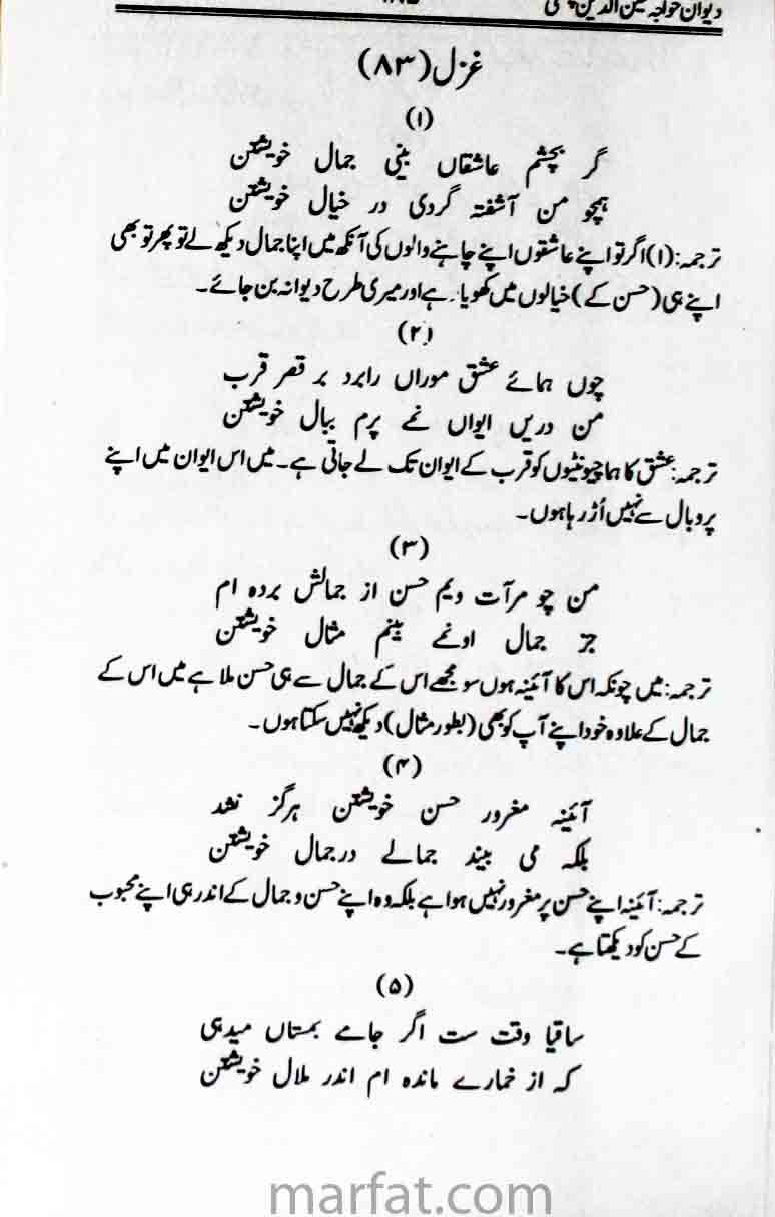 دیوان خواجہ معین الدین چشتی
غزل (۸۳)
(۱)
گر بچشم عاشقاں بینی جمال خویشتن
ہمچو من آشفتہ گردی در خیال خویشتن
ترجمہ: (۱) اگر تو اپنے عاشقوں اپنے چاہنے والوں کی آنکھ میں اپنا جمال دیکھ لے تو پھر تو بھی
اپنے ہی (حسن کے) خیالوں میں کھویا رہے اور میری طرح دیوانہ بن جائے۔
(۲)
چوں ہمائے عشق موراں رابرد بر قصر قرب
من دریں ایواں نمے پرم ببال خویشتن
ترجمہ: عشق کا ہما چیونٹیوں کو قرب کے ایوان تک لے جاتی ہے۔ میں اس ایوان میں اپنے
پر و بال سے نہیں اُڑ رہا ہوں۔
(۳)
من چو مرآت ویم حسن از جمالش بردہ ام
جز جمال اونمے بینم مثال خویشتن
ترجمہ: میں چونکہ اس کا آئینہ ہوں سو مجھے اس کے جمال سے ہی حسن ملا ہے میں اس کے
جمال کے علاوہ خود اپنے آپ کو بھی (بطور مثال) دیکھ نہیں سکتا ہوں۔
(۴)
آئینہ مغرور حسن خویشتن ہرگز نشد
بلکہ می بیند جمالے درجمال خویشتن
ترجمہ: آئینہ اپنے حسن پر مغرور نہیں ہوا ہے بلکہ وہ اپنے حسن و جمال کے اندر ہی اپنے محبوب
کے حسن کو دیکھتا ہے۔
(۵)
ساقیا وقت ست اگر جامے بمستاں میدہی
کہ از خمارے ماندہ ام اندر ملال خویشتن
marfat.com